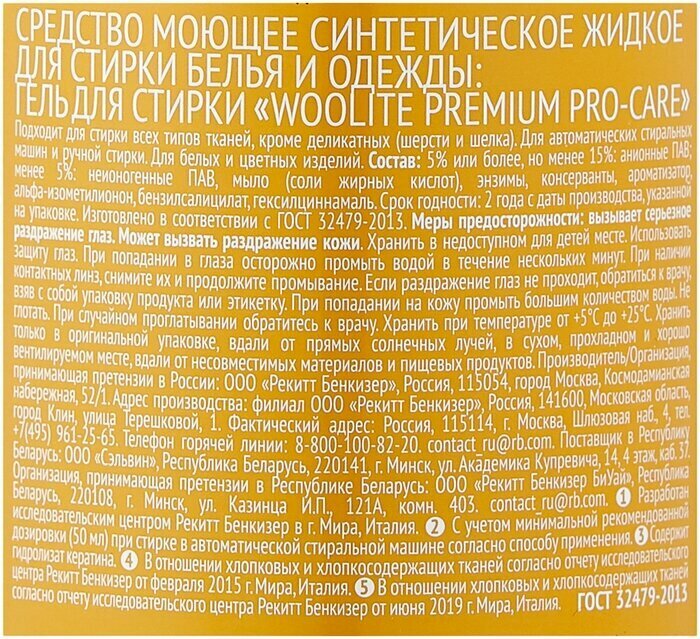 СРЕДСТВО МОЮЩЕЕ СИНТЕТИЧЕСКОЕ ЖИДКОЕ
ДЛЯ СТИРКИ БЕЛЬЯ И ОДЕЖДЫ:
ГЕЛЬ ДЛЯ СТИРКИ «WOOLITE PREMIUM PRO-CARE»
Подходит для стирки всех типов тканей, кроме деликатных (шерсти и шелка). Для автоматических стиральных
машин и ручной стирки. Для белых и цветных изделий. Состав: 5% или более, но менее 15%: анионные ПАВ;
менее 5%: неионогенные ПАВ, мыло (соли жирных кислот), энзимы, консерванты, ароматизатор,
альфа-изометилионон, бензилсалицилат, гексилциннамаль. Срок годности: 2 года с даты производства, указанной
на упаковке. Изготовлено в соответствии с ГОСТ 32479-2013. Меры предосторожности: вызывает серьезное
раздражение глаз. Может вызвать раздражение кожи. Хранить в недоступном для детей месте. Использовать
защиту глаз. При попадании в глаза осторожно промыть водой в течение нескольких минут. При наличии
контактных линз, снимите их и продолжите промывание. Если раздражение глаз не проходит, обратиться к врачу,
взяв с собой упаковку продукта или этикетку. При попадании на кожу промыть большим количеством воды. Не
глотать. При случайном проглатывании обратитесь к врачу. Хранить при температуре от +5°С до +25°С. Хранить
только в оригинальной упаковке, вдали от прямых солнечных лучей, в сухом, прохладном и хорошо
вентилируемом месте, вдали от несовместимых материалов и пищевых продуктов. Производитель/Организация,
принимающая претензии в России: ООО «Рекитт Бенкизер», Россия, 115054, город Москва, Космодамианская
набережная, 52/1. Адрес производства: филиал ООО «Рекитт Бенкизер», Россия, 141600, Московская область,
город Клин, улица Терешковой, 1. Фактический адрес: Россия, 115114, г. Москва, Шлюзовая наб., 4, тел.
+7(495) 961-25-65. Телефон горячей линии: 8-800-100-82-20. contact_ru@rb.com. Поставщик в Республику
Беларусь: ООО «Сэльвин», Республика Беларусь, 220141, г. Минск, ул. Академика Купревича, 14, 4 этаж, каб. 37.
Организация, принимающая претензии в Республике Беларусь: ООО «Рекитт Бенкизер БиУай», Республика
Беларусь, 220108, г. Минск, ул. Казинца И.П., 121А, комн. 403. contact_ru@rb.com. 1 Разработан
исследовательским центром Рекитт Бенкизер в г. Мира, Италия. 2 С учетом минимальной рекомендованной
дозировки (50 мл) при стирке в автоматической стиральной машине согласно способу применения. 3 Содержит
гидролизат кератина. 4 В отношении хлопковых и хлопкосодержащих тканей согласно отчету исследовательского
центра Рекитт Бенкизер от февраля 2015 г. Мира, Италия. 5 В отношении хлопковых и хлопкосодержащих тканей
согласно отчету исследовательского центра Рекитт Бенкизер от июня 2019 г. Мира, Италия. ГОСТ 32479-2013